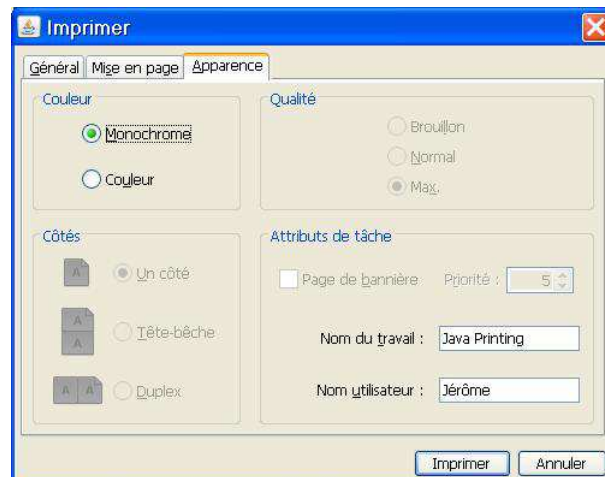 Imprimer
Général Mise en page Apparence
Couleur
Monochrome
Couleur
Qualité
Brouillon
Normal
Max.
Côtés
A
Un côté
A
A
Tête-bêche
A A
Duplex
Attributs de tâche
Page de bannière Priorité : 5
Nom du travail : Java Printing
Nom utilisateur : Jérôme
Imprimer Annuler